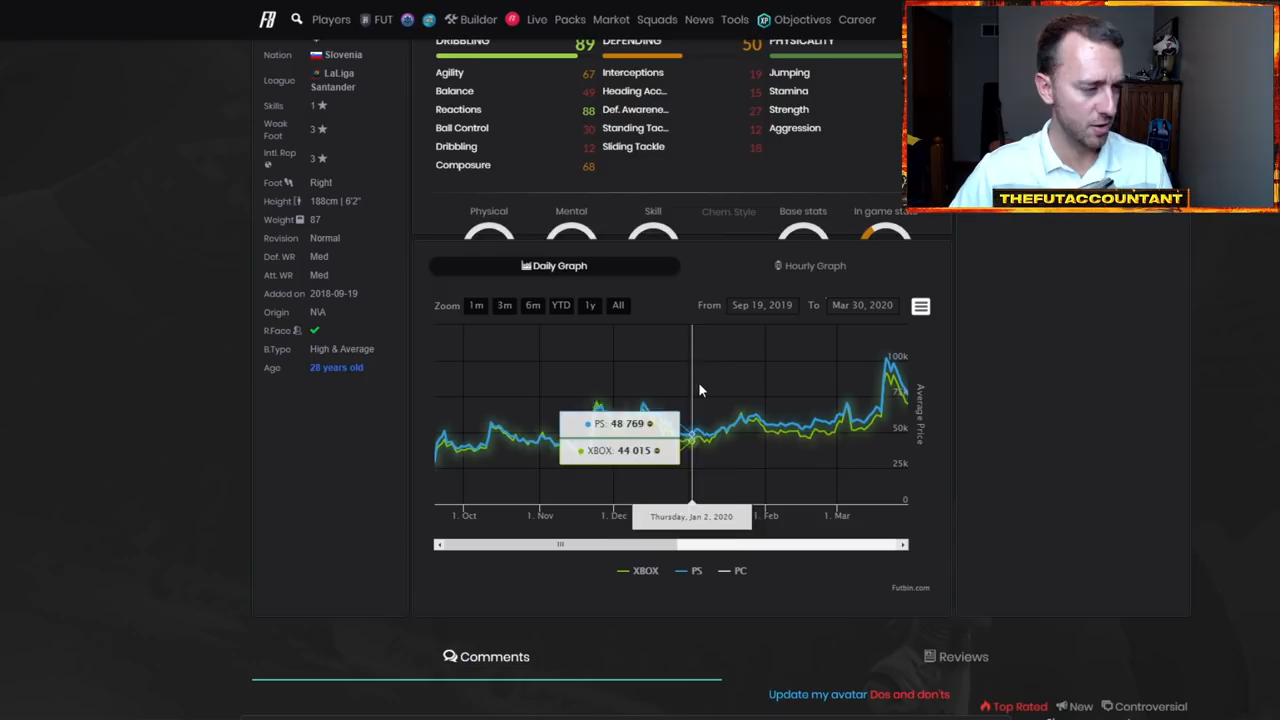 F8 Players FUT Builder Live Packs Market Squads News Tools XP Objectives Career
DRIBBLING 89 DEFENDING 50 PHYSICALITY
Nation Slovenia
League LaLiga Santander
Skills 1★
Weak Foot 3★
Intl. Rep 3★
Foot Right
Height 188cm | 6'2"
Weight 87
Revision Normal
Def. WR Med
Att. WR Med
Added on 2018-09-19
Origin N\A
R.Face
B.Type High & Average
Age 28 years old
Agility 67 Interceptions 19 Jumping
Balance 49 Heading Acc... 15 Stamina
Reactions 88 Def. Awarene... 27 Strength
Ball Control 30 Standing Tac... 12 Aggression
Dribbling 12 Sliding Tackle 18
Composure 68
THEFUTACCOUNTANT
Physical Mental Skill Chem. Style Base stats In game stats
Daily Graph Hourly Graph
Zoom 1m 3m 6m YTD 1y All From Sep 19, 2019 To Mar 30, 2020
100k
75k
50k
25k
0
Average Price
PS: 48 769
XBOX: 44 015
1. Oct 1. Nov 1. Dec 1. Feb 1. Mar
Thursday, Jan 2, 2020
XBOX PS PC
Futbin.com
Comments Reviews
Update my avatar Dos and don'ts
Top Rated New Controversial